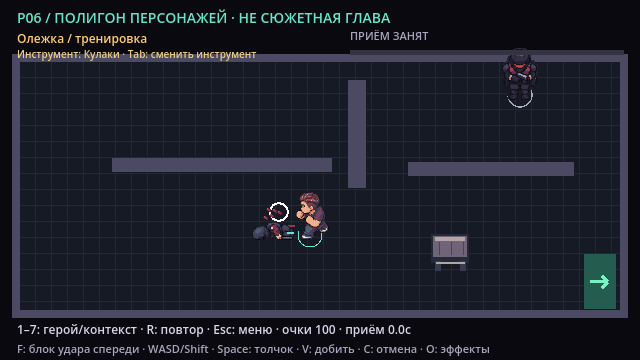 P06 / ПОЛИГОН ПЕРСОНАЖЕЙ · НЕ СЮЖЕТНАЯ ГЛАВА
Олежка / тренировка
ПРИЁМ ЗАНЯТ
Инструмент: Кулаки · Tab: сменить инструмент
1–7: герой/контекст · R: повтор · Esc: меню · очки 100 · приём 0.0с
F: блок удара спереди · WASD/Shift · Space: толчок · V: добить · C: отмена · O: эффекты